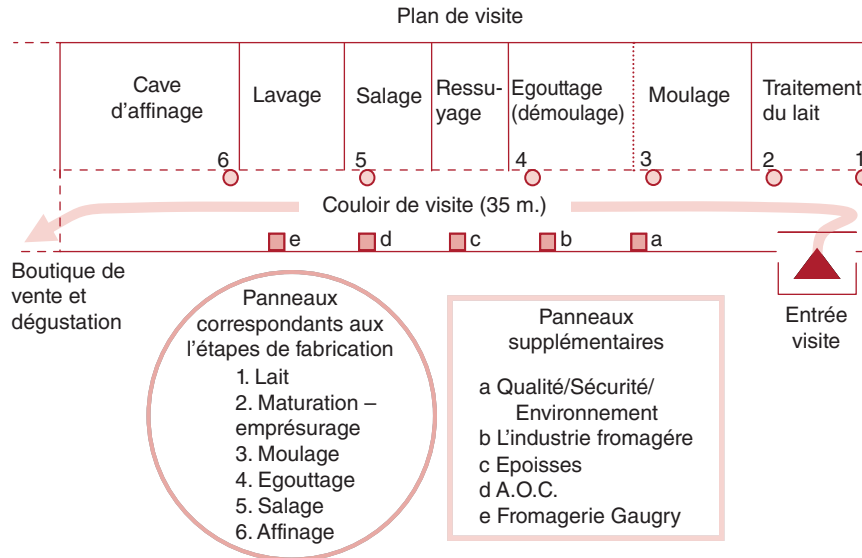 Plan de visite
Cave
d'affinage
Lavage
Salage
Ressu-
yage
Egouttage
(démoulage)
Moulage
Traitement
du lait
6
5
4
3
2
1
Couloir de visite (35 m.)
e
d
c
b
a
Boutique de
vente et
dégustation
Entrée
visite
Panneaux
correspondants aux
l'étapes de fabrication
1. Lait
2. Maturation –
emprésurage
3. Moulage
4. Egouttage
5. Salage
6. Affinage
Panneaux
supplémentaires
a Qualité/Sécurité/
Environnement
b L'industrie fromagére
c Epoisses
d A.O.C.
e Fromagerie Gaugry